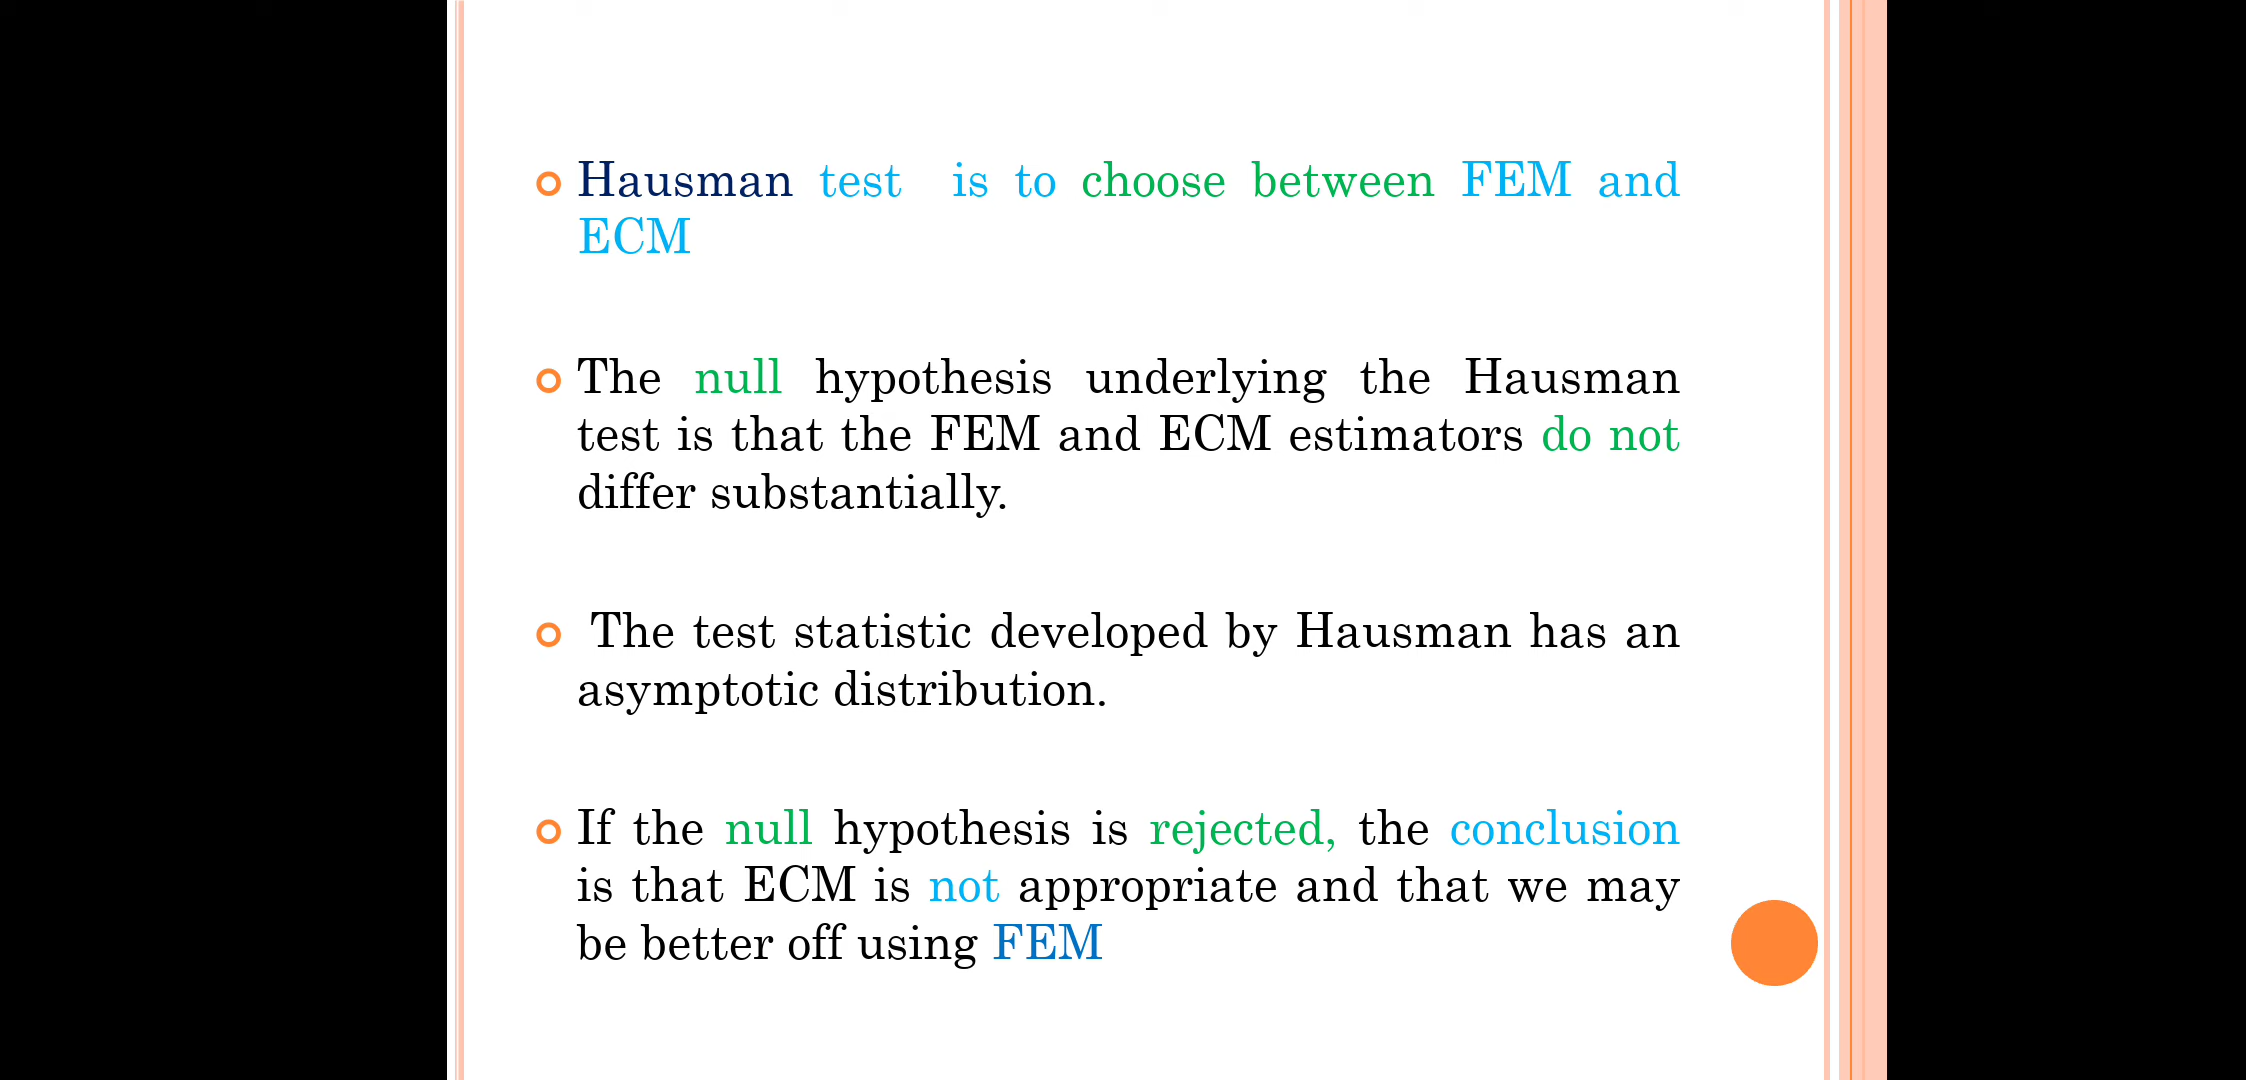 Hausman test is to choose between FEM and
ECM
The null hypothesis underlying the Hausman
test is that the FEM and ECM estimators do not
differ substantially.
The test statistic developed by Hausman has an
asymptotic distribution.
If the null hypothesis is rejected, the conclusion
is that ECM is not appropriate and that we may
be better off using FEM